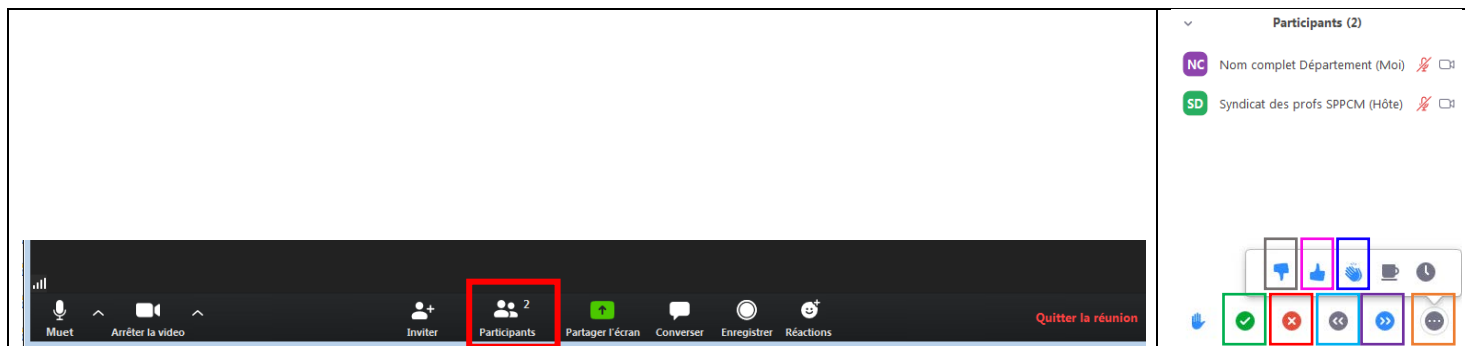 Participants (2)
NC Nom complet Département (Moi)
SD Syndicat des profs SPPCM (Hôte)
2
Muet Arrêter la video Inviter Participants Partager l'écran Converser Enregistrer Réactions Quitter la réunion